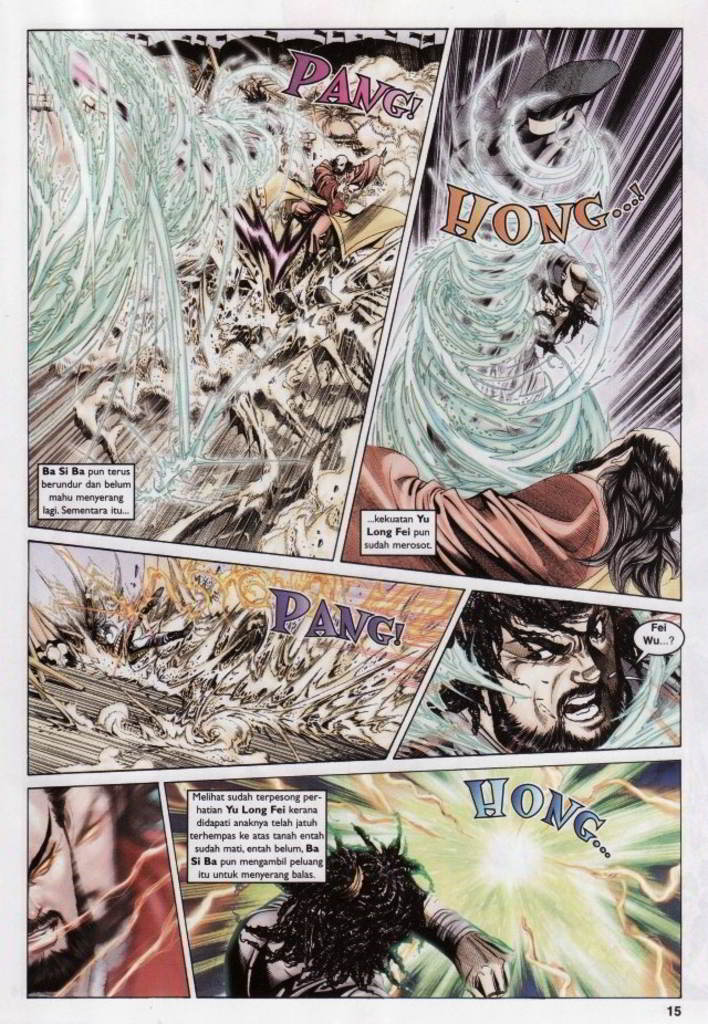 PANG!
HONG...!
Ba Si Ba pun terus
berundur dan belum
mahu menyerang
lagi. Sementara itu...
...kekuatan Yu
Long Fei pun
sudah merosot.
PANG!
Fei
Wu...?
Melihat sudah terpesong per-
hatian Yu Long Fei kerana
didapati anaknya telah jatuh
terhempas ke atas tanah entah
sudah mati, entah belum, Ba
Si Ba pun mengambil peluang
itu untuk menyerang balas.
HONG...
15